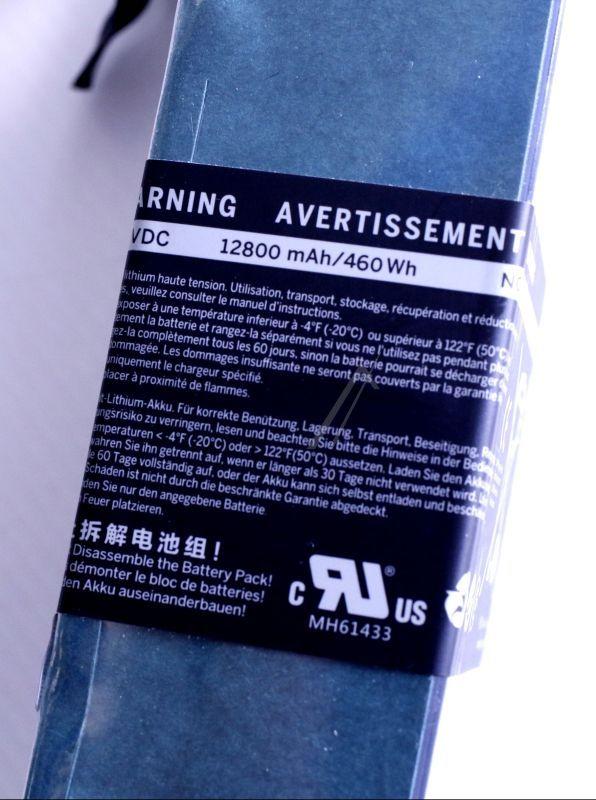 ARNING AVERTISSEMENT
VDC 12800 mAh/460Wh
lithium haute tension. Utilisation, transport, stockage, récupération et réductio
s, veuillez consulter le manuel d'instructions.
exposer à une température inferieur à -4°F (-20°C) ou supérieur à 122°F (50°C).
ement la batterie et rangez-la séparément si vous ne l'utilisez pas pendant plus
ez-la complètement tous les 60 jours, sinon la batterie pourrait se décharger
ommagée. Les dommages insuffisante ne seront pas couverts par la garantie
uniquement le chargeur spécifié.
placer à proximité de flammes.
t-Lithium-Akku. Für korrekte Benützung, Lagerung, Transport, Beseitigung,
ungsrisiko zu verringern, lesen und beachten Sie bitte die Hinweise in der Bedie
emperaturen < -4°F (-20°C) oder > 122°F(50°C) aussetzen. Laden Sie den Akku
wahren Sie ihn getrennt auf, wenn er länger als 30 Tage nicht verwendet wird.
e 60 Tage vollständig auf, oder der Akku kann sich selbst entladen und besch
Schäden ist nicht durch die beschränkte Garantie abgedeckt.
den Sie nur den angegebene Batterie
Feuer platzieren.
拆解电池组！
Disassemble the Battery Pack!
démonter le bloc de batteries!
den Akku auseinanderbauen!
c RU ® US
MH61433